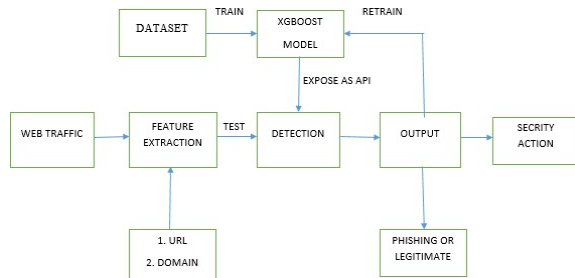 TRAIN
RETRAIN
DATASET
XGBOOST
MODEL
EXPOSE AS API
WEB TRAFFIC
FEATURE
EXTRACTION
TEST
DETECTION
OUTPUT
SECRITY
ACTION
1. URL
2. DOMAIN
PHISHING OR
LEGITIMATE